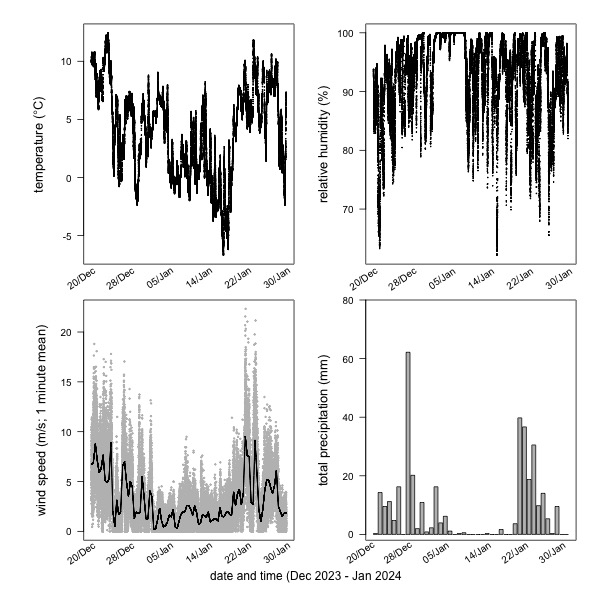 temperature (°C)
10
5
0
-5
20/Dec 28/Dec 05/Jan 14/Jan 22/Jan 30/Jan
relative humidity (%)
100
90
80
70
20/Dec 28/Dec 05/Jan 14/Jan 22/Jan 30/Jan
wind speed (m/s; 1 minute mean)
20
15
10
5
0
20/Dec 28/Dec 05/Jan 14/Jan 22/Jan 30/Jan
total precipitation (mm)
80
60
40
20
0
20/Dec 28/Dec 05/Jan 14/Jan 22/Jan 30/Jan
date and time (Dec 2023 - Jan 2024